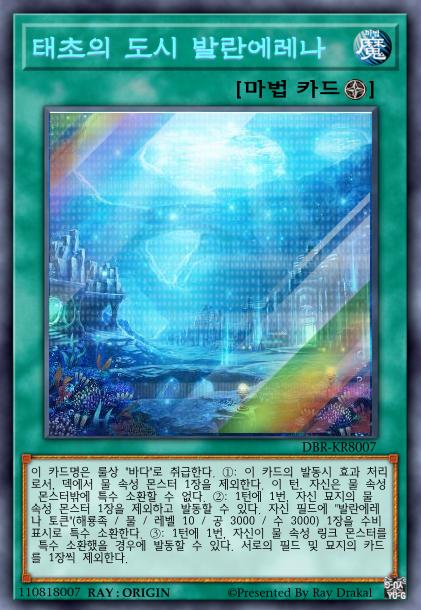 태초의 도시 발란에레나
마법
魔
[마법 카드]
DBR-KR8007
이 카드명은 룰상 "바다"로 취급한다. ①: 이 카드의 발동시 효과 처리
로서, 덱에서 물 속성 몬스터 1장을 제외한다. 이 턴, 자신은 물 속성
몬스터밖에 특수 소환할 수 없다. ②: 1턴에 1번, 자신 묘지의 물
속성 몬스터 1장을 제외하고 발동할 수 있다. 자신 필드에 "발란에레
나 토큰"(해룡족 / 물 / 레벨 10 / 공 3000 / 수 3000) 1장을 수비
표시로 특수 소환한다. ③: 1턴에 1번, 자신이 물 속성 링크 몬스터를
특수 소환했을 경우에 발동할 수 있다. 서로의 필드 및 묘지의 카드
를 1장씩 제외한다.
110818007 RAY : ORIGIN ©Presented By Ray Drakal